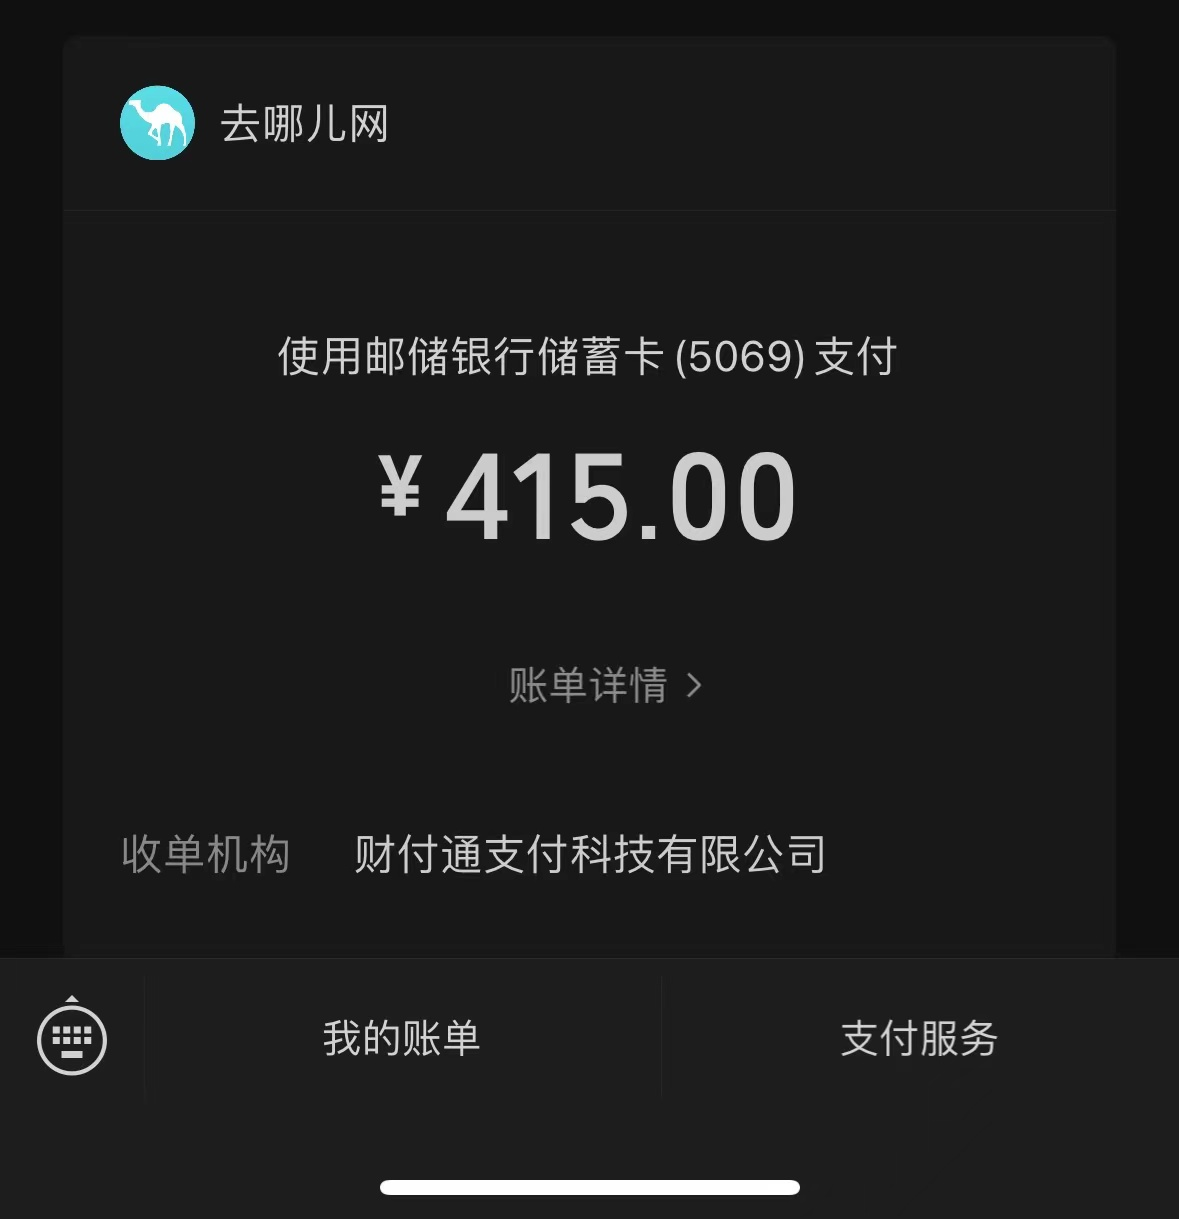 去哪儿网
使用邮储银行储蓄卡(5069)支付
¥415.00
账单详情
收单机构 财付通支付科技有限公司
我的账单 支付服务